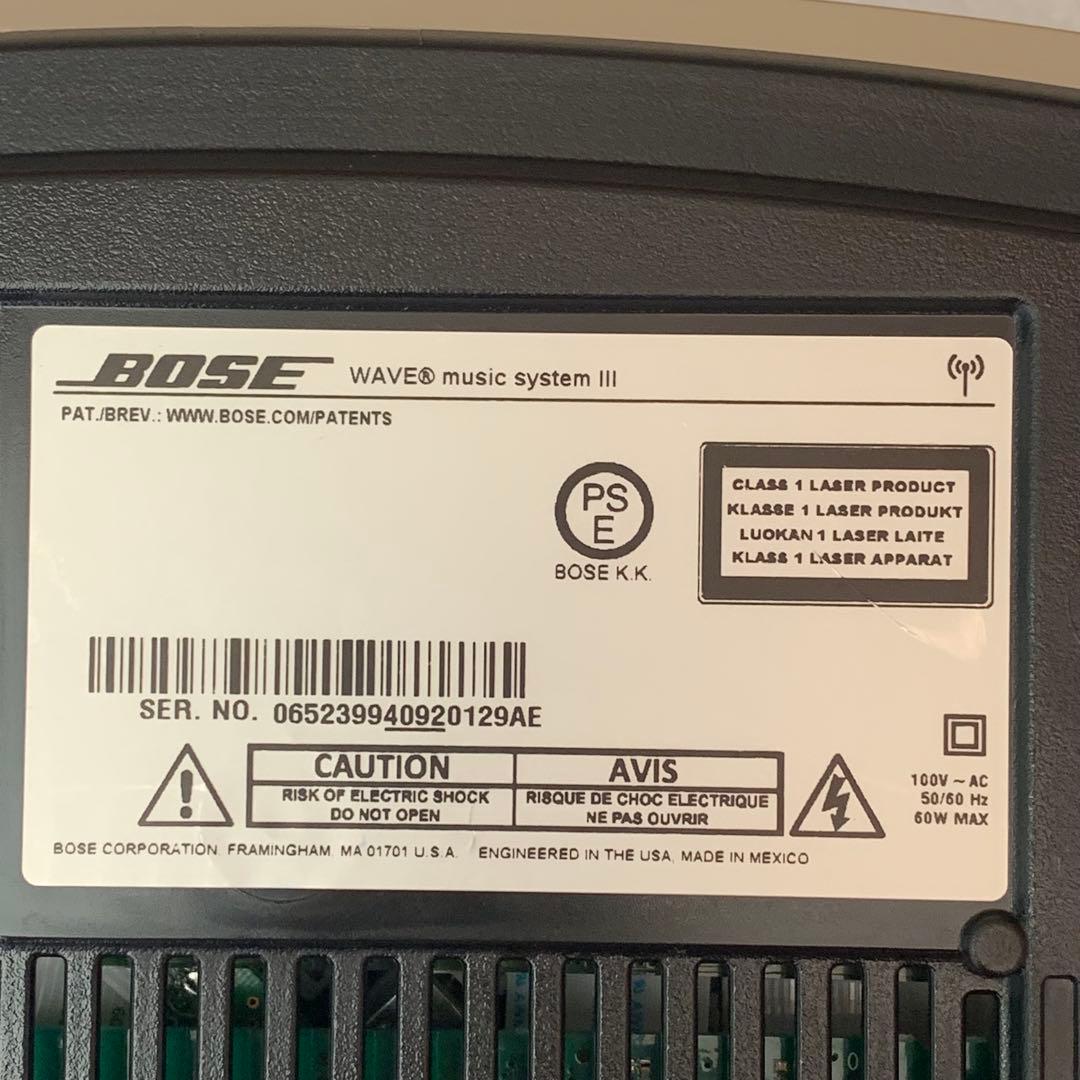 BOSE WAVE® music system III
PAT./BREV.: WWW.BOSE.COM/PATENTS
PS
E
BOSE K.K.
CLASS 1 LASER PRODUCT
KLASSE 1 LASER PRODUKT
LUOKAN 1 LASER LAITE
KLASS 1 LASER APPARAT
SER. NO. 065239940920129AE
CAUTION
RISK OF ELECTRIC SHOCK
DO NOT OPEN
AVIS
RISQUE DE CHOC ELECTRIQUE
NE PAS OUVRIR
100V ~ AC
50/60 Hz
60W MAX
BOSE CORPORATION, FRAMINGHAM, MA 01701 U.S.A. ENGINEERED IN THE USA, MADE IN MEXICO